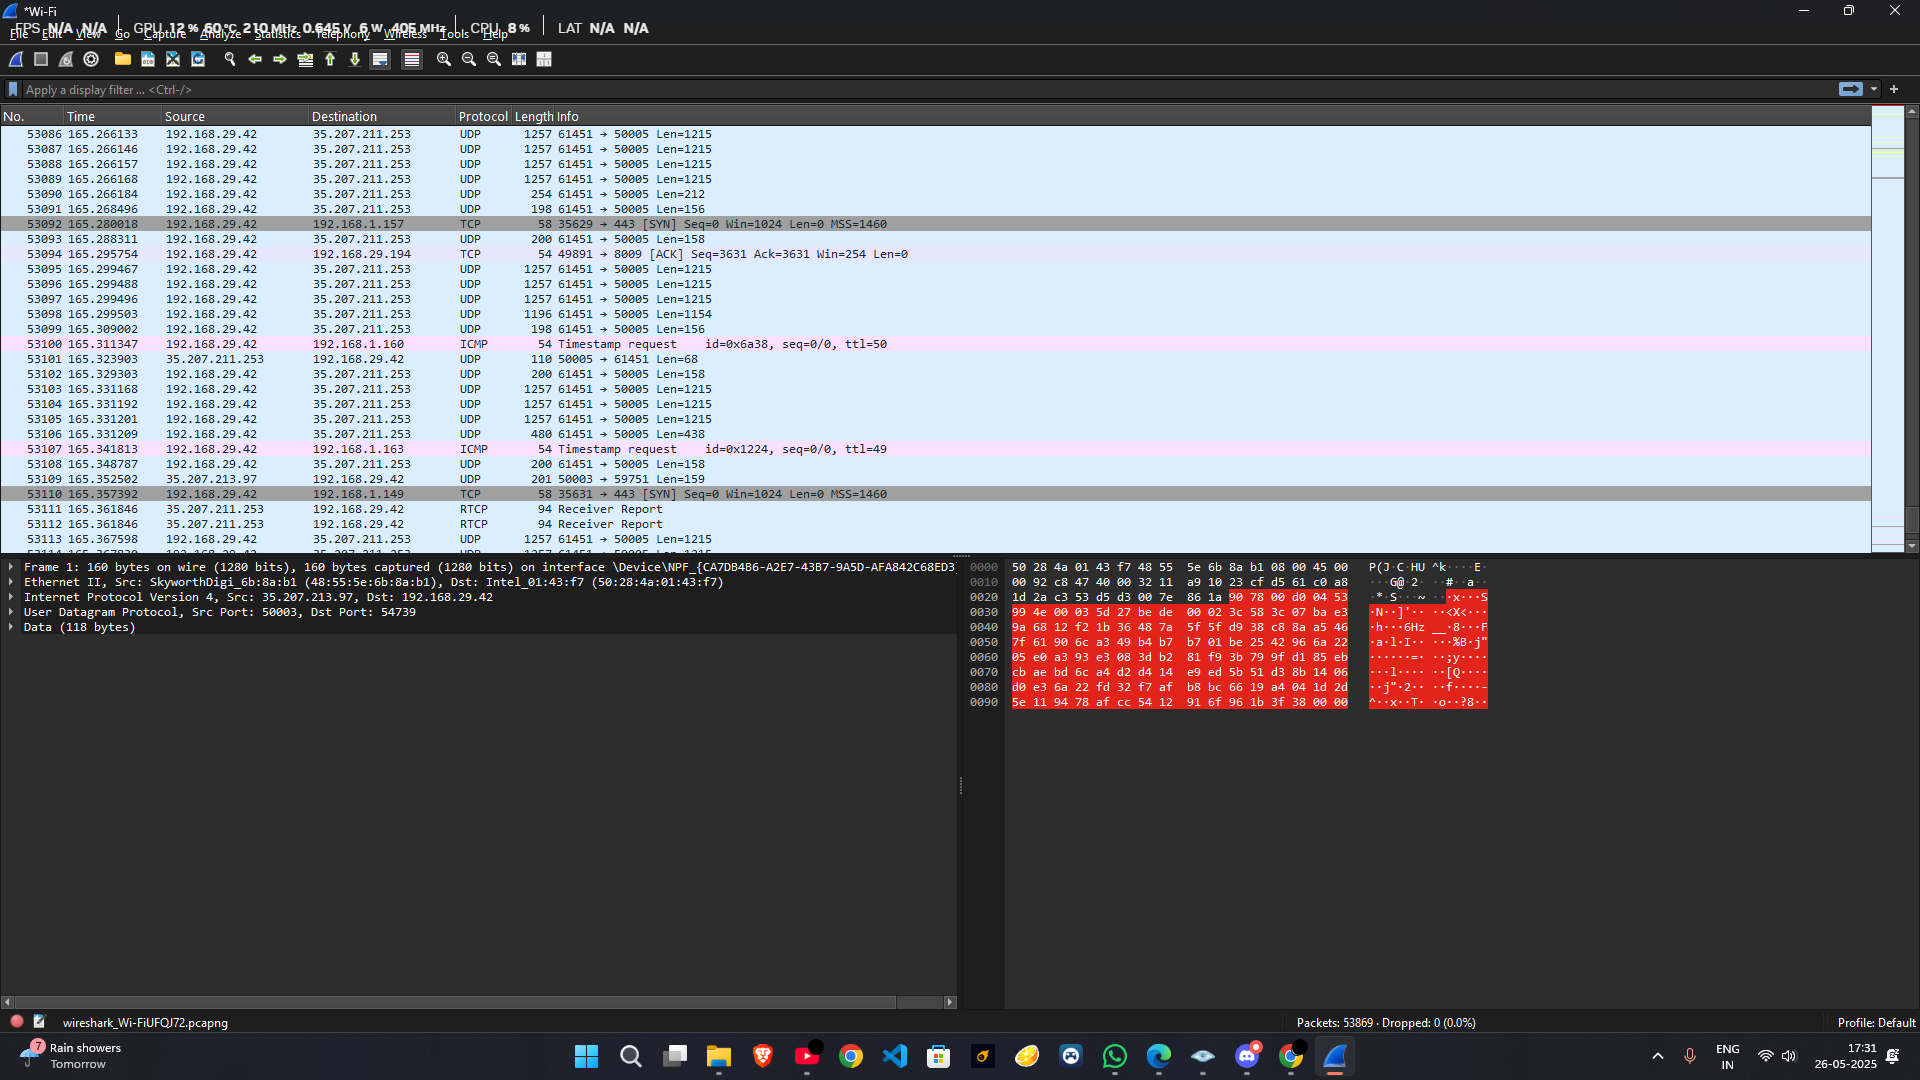 *Wi-Fi
FPS N/A N/A GPU 12 % 60 °C 210 MHz 0.645 V 6 W 405 MHz CPU 8 % LAT N/A N/A
File Edit View Go Capture Analyze Statistics Telephony Wireless Tools Help
Apply a display filter ... <Ctrl-/>
No. Time Source Destination Protocol Length Info
53086 165.266133 192.168.29.42 35.207.211.253 UDP 1257 61451 → 50005 Len=1215
53087 165.266146 192.168.29.42 35.207.211.253 UDP 1257 61451 → 50005 Len=1215
53088 165.266157 192.168.29.42 35.207.211.253 UDP 1257 61451 → 50005 Len=1215
53089 165.266168 192.168.29.42 35.207.211.253 UDP 1257 61451 → 50005 Len=1215
53090 165.266184 192.168.29.42 35.207.211.253 UDP 254 61451 → 50005 Len=212
53091 165.268496 192.168.29.42 35.207.211.253 UDP 198 61451 → 50005 Len=156
53092 165.280018 192.168.29.42 192.168.1.157 TCP 58 35629 → 443 [SYN] Seq=0 Win=1024 Len=0 MSS=1460
53093 165.288311 192.168.29.42 35.207.211.253 UDP 200 61451 → 50005 Len=158
53094 165.295754 192.168.29.42 192.168.29.194 TCP 54 49891 → 8009 [ACK] Seq=3631 Ack=3631 Win=254 Len=0
53095 165.299467 192.168.29.42 35.207.211.253 UDP 1257 61451 → 50005 Len=1215
53096 165.299488 192.168.29.42 35.207.211.253 UDP 1257 61451 → 50005 Len=1215
53097 165.299496 192.168.29.42 35.207.211.253 UDP 1257 61451 → 50005 Len=1215
53098 165.299503 192.168.29.42 35.207.211.253 UDP 1196 61451 → 50005 Len=1154
53099 165.309002 192.168.29.42 35.207.211.253 UDP 198 61451 → 50005 Len=156
53100 165.311347 192.168.29.42 192.168.1.160 ICMP 54 Timestamp request id=0x6a38, seq=0/0, ttl=50
53101 165.323903 35.207.211.253 192.168.29.42 UDP 110 50005 → 61451 Len=68
53102 165.329303 192.168.29.42 35.207.211.253 UDP 200 61451 → 50005 Len=158
53103 165.331168 192.168.29.42 35.207.211.253 UDP 1257 61451 → 50005 Len=1215
53104 165.331192 192.168.29.42 35.207.211.253 UDP 1257 61451 → 50005 Len=1215
53105 165.331201 192.168.29.42 35.207.211.253 UDP 1257 61451 → 50005 Len=1215
53106 165.331209 192.168.29.42 35.207.211.253 UDP 480 61451 → 50005 Len=438
53107 165.341813 192.168.29.42 192.168.1.163 ICMP 54 Timestamp request id=0x1224, seq=0/0, ttl=49
53108 165.348787 192.168.29.42 35.207.211.253 UDP 200 61451 → 50005 Len=158
53109 165.352502 35.207.213.97 192.168.29.42 UDP 201 50003 → 59751 Len=159
53110 165.357392 192.168.29.42 192.168.1.149 TCP 58 35631 → 443 [SYN] Seq=0 Win=1024 Len=0 MSS=1460
53111 165.361846 35.207.211.253 192.168.29.42 RTCP 94 Receiver Report
53112 165.361846 35.207.211.253 192.168.29.42 RTCP 94 Receiver Report
53113 165.367598 192.168.29.42 35.207.211.253 UDP 1257 61451 → 50005 Len=1215
Frame 1: 160 bytes on wire (1280 bits), 160 bytes captured (1280 bits) on interface \Device\NPF_{CA7DB4B6-A2E7-43B7-9A5D-AFA842C68ED3}
Ethernet II, Src: SkyworthDigi_6b:8a:b1 (48:55:5e:6b:8a:b1), Dst: Intel_01:43:f7 (50:28:4a:01:43:f7)
Internet Protocol Version 4, Src: 35.207.213.97, Dst: 192.168.29.42
User Datagram Protocol, Src Port: 50003, Dst Port: 54739
Data (118 bytes)
0000 50 28 4a 01 43 f7 48 55 5e 6b 8a b1 08 00 45 00 P(J·C·HU ^k····E·
0010 00 92 c8 47 40 00 32 11 a9 10 23 cf d5 61 c0 a8 ···G@·2· ··#··a··
0020 1d 2a c3 53 d5 d3 00 7e 86 1a 90 78 00 d0 04 53 ·*·S···~ ···x···S
0030 99 4e 00 03 5d 27 be de 00 02 3c 58 3c 07 ba e3 ·N··]'·· ··<X<···
0040 9a 68 12 f2 1b 36 48 7a 5f 5f d9 38 c8 8a a5 46 ·h···6Hz __·8···F
0050 7f 61 90 6c a3 49 b4 b7 b7 01 be 25 42 96 6a 22 ·a·l·I·· ···%B·j"
0060 05 e0 a3 93 e3 08 3d b2 81 f9 3b 79 9f d1 85 eb ······=· ··;y····
0070 cb ae bd 6c a4 d2 d4 14 e9 ed 5b 51 d3 8b 14 06 ···l···· ··[Q····
0080 d0 e3 6a 22 fd 32 f7 af b8 bc 66 19 a4 04 1d 2d ··j"·2·· ··f····-
0090 5e 11 94 78 af cc 54 12 91 6f 96 1b 3f 38 00 00 ^··x··T· ·o··?8··
wireshark_Wi-FiUFQJ72.pcapng Packets: 53869 · Dropped: 0 (0.0%) Profile: Default
7 Rain showers
Tomorrow
ENG
IN
17:31
26-05-2025